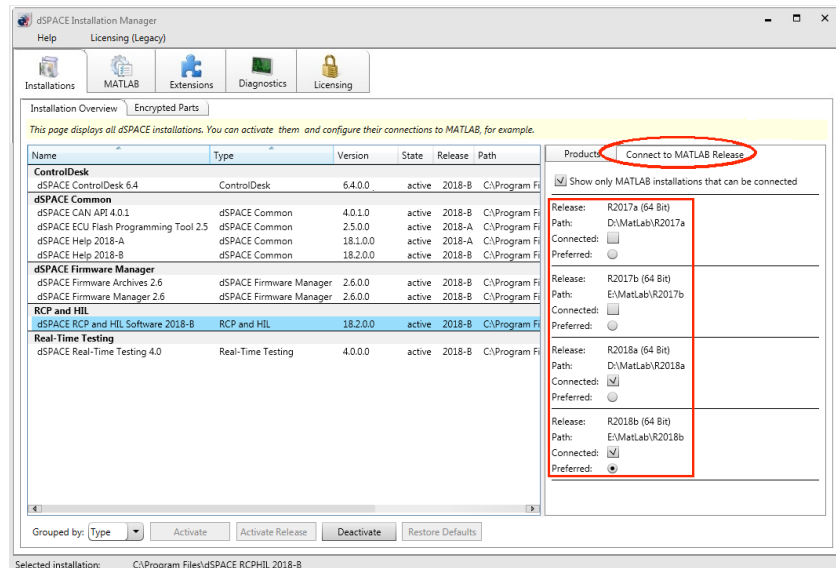 dSPACE Installation Manager
Help Licensing (Legacy)
Installations MATLAB Extensions Diagnostics Licensing
Installation Overview Encrypted Parts
This page displays all dSPACE installations. You can activate them and configure their connections to MATLAB, for example.
Name Type Version State Release Path
ControlDesk
dSPACE ControlDesk 6.4 ControlDesk 6.4.0.0 active 2018-B C:\Program Fi
dSPACE Common
dSPACE CAN API 4.0.1 dSPACE Common 4.0.1.0 active 2018-B C:\Program Fi
dSPACE ECU Flash Programming Tool 2.5 dSPACE Common 2.5.0.0 active 2018-A C:\Program Fi
dSPACE Help 2018-A dSPACE Common 18.1.0.0 active 2018-A C:\Program Fi
dSPACE Help 2018-B dSPACE Common 18.2.0.0 active 2018-B C:\Program Fi
dSPACE Firmware Manager
dSPACE Firmware Archives 2.6 dSPACE Firmware Manager 2.6.0.0 active 2018-B C:\Program Fi
dSPACE Firmware Manager 2.6 dSPACE Firmware Manager 2.6.0.0 active 2018-B C:\Program Fi
RCP and HIL
dSPACE RCP and HIL Software 2018-B RCP and HIL 18.2.0.0 active 2018-B C:\Program Fi
Real-Time Testing
dSPACE Real-Time Testing 4.0 Real-Time Testing 4.0.0.0 active 2018-B C:\Program Fi
Products Connect to MATLAB Release
Show only MATLAB installations that can be connected
Release: R2017a (64 Bit)
Path: D:\MatLab\R2017a
Connected:
Preferred:
Release: R2017b (64 Bit)
Path: E:\MatLab\R2017b
Connected:
Preferred:
Release: R2018a (64 Bit)
Path: D:\MatLab\R2018a
Connected:
Preferred:
Release: R2018b (64 Bit)
Path: E:\MatLab\R2018b
Connected:
Preferred:
Grouped by: Type Activate Activate Release Deactivate Restore Defaults
Selected installation: C:\Program Files\dSPACE RCPHIL 2018-B